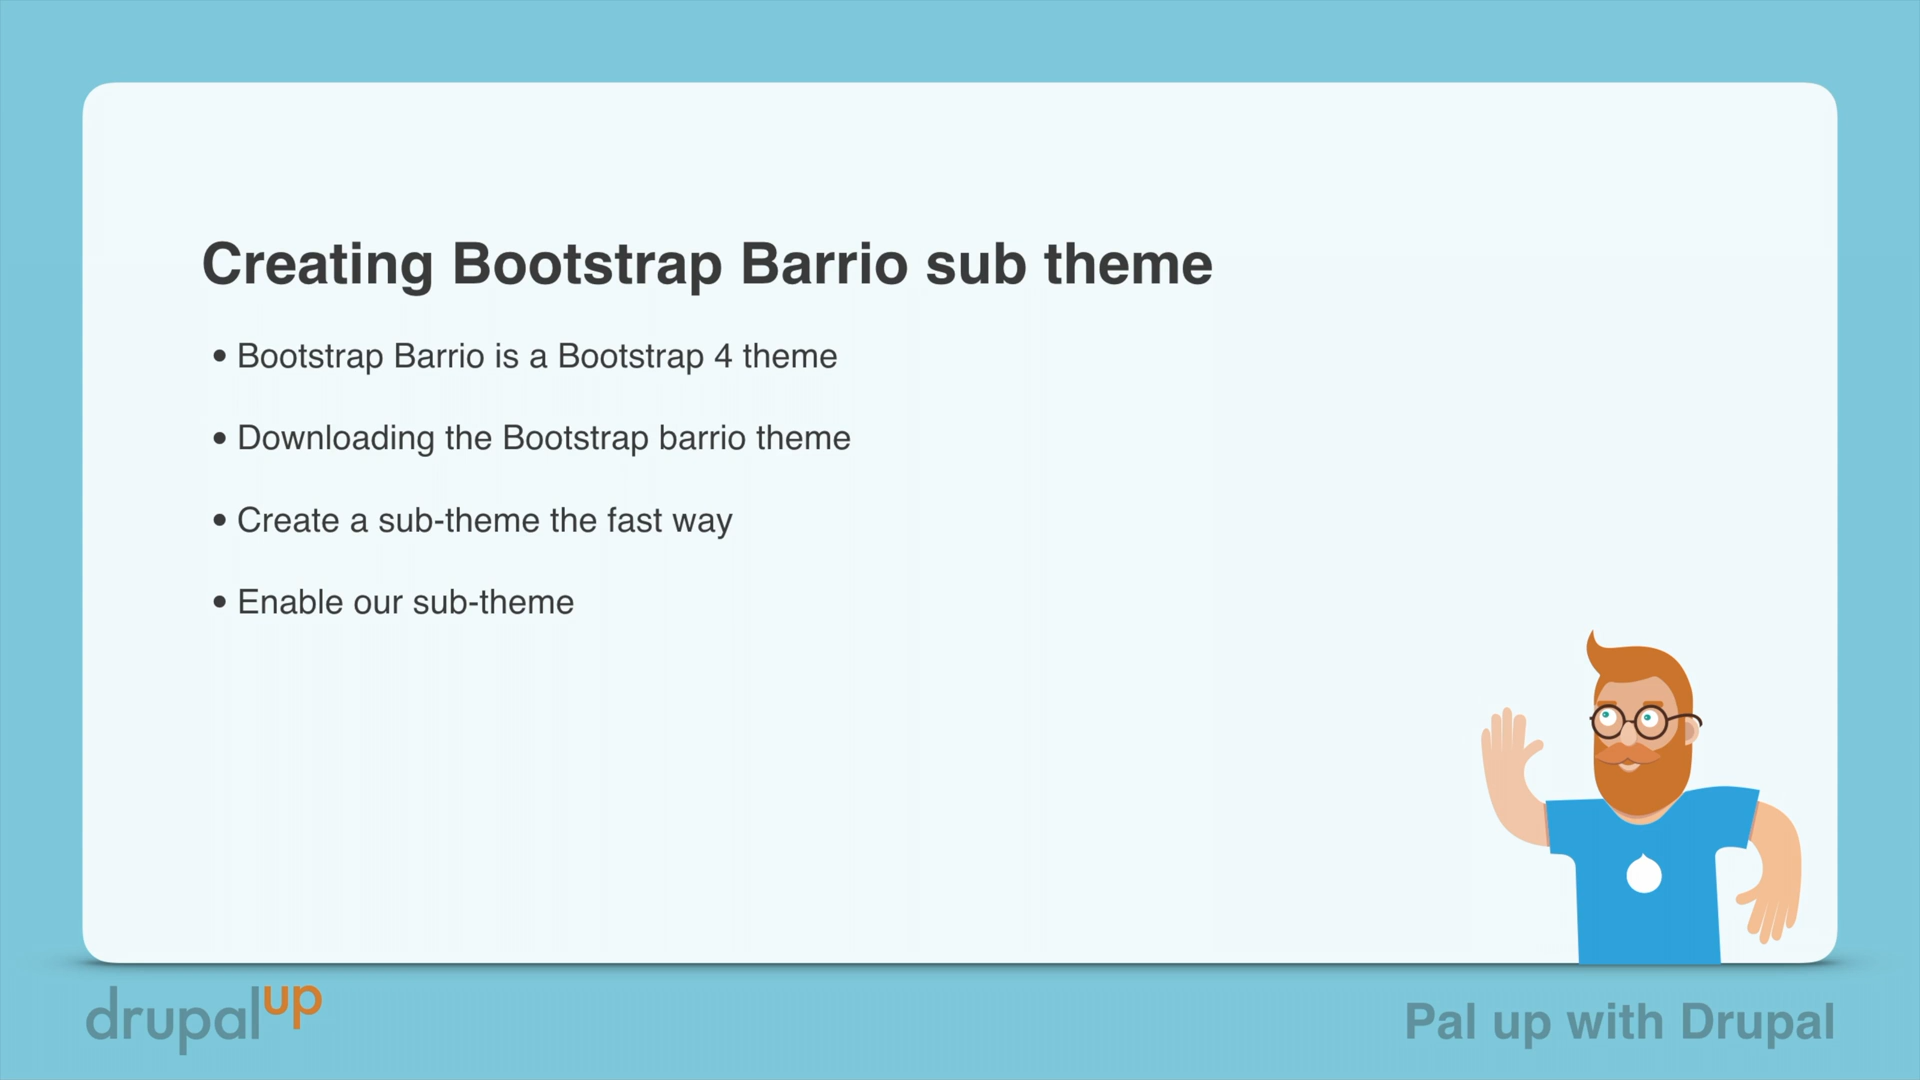 Creating Bootstrap Barrio sub theme
• Bootstrap Barrio is a Bootstrap 4 theme
• Downloading the Bootstrap barrio theme
• Create a sub-theme the fast way
• Enable our sub-theme
drupalup
Pal up with Drupal